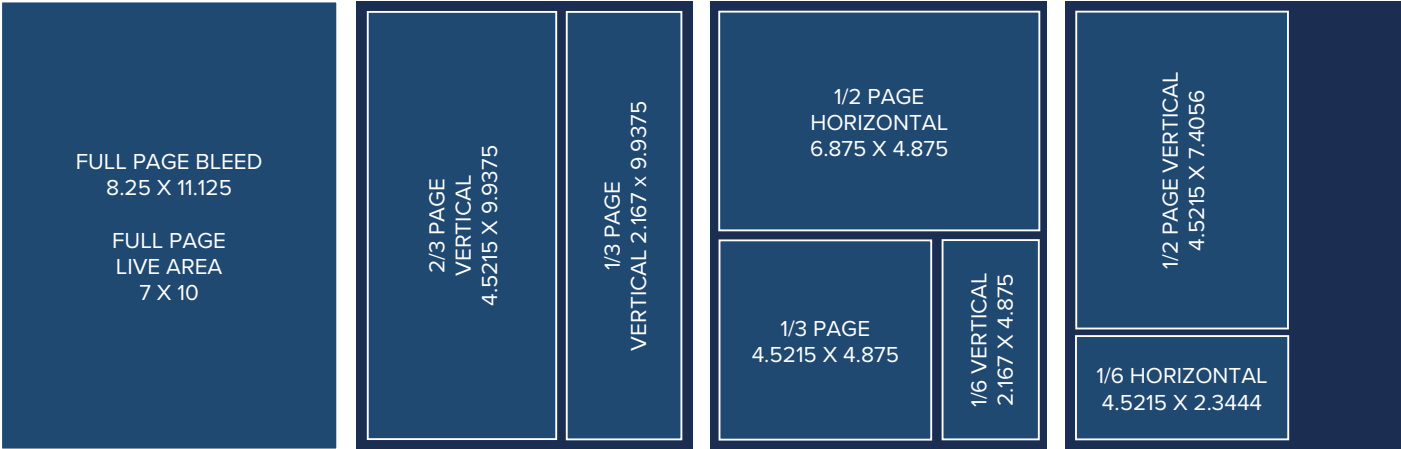 FULL PAGE BLEED
8.25 X 11.125
FULL PAGE
LIVE AREA
7 X 10
2/3 PAGE
VERTICAL
4.5215 X 9.9375
1/3 PAGE
VERTICAL 2.167 x 9.9375
1/2 PAGE
HORIZONTAL
6.875 X 4.875
1/3 PAGE
4.5215 X 4.875
1/6 VERTICAL
2.167 X 4.875
1/2 PAGE VERTICAL
4.5215 X 7.4056
1/6 HORIZONTAL
4.5215 X 2.3444